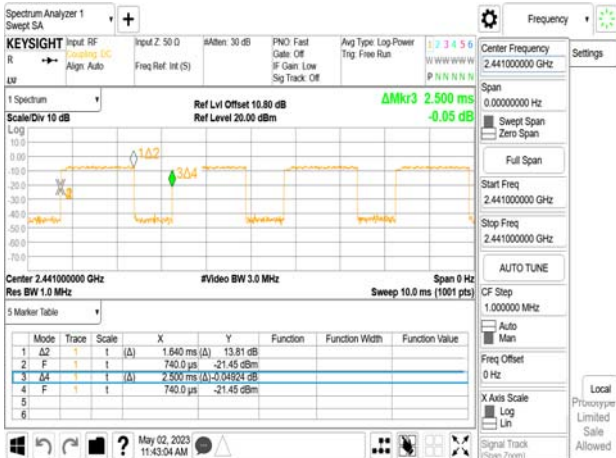 Spectrum Analyzer 1
Swept SA
Frequency
KEYSIGHT
R
Input: RF
Coupling: DC
Align: Auto
Input Z: 50 Ω
Freq Ref: Int (S)
#Atten: 30 dB
PNO: Fast
Gate: Off
IF Gain: Low
Sig Track: Off
Avg Type: Log-Power
Trig: Free Run
1 2 3 4 5 6
W W W W W W
P N N N N N
1 Spectrum
Scale/Div 10 dB
Ref Lvl Offset 10.80 dB
Ref Level 20.00 dBm
ΔMkr3 2.500 ms
-0.05 dB
Log
10.0
0.00
-10.0
-20.0
-30.0
-40.0
-50.0
-60.0
-70.0
1Δ2
3Δ4
Center 2.441000000 GHz
Res BW 1.0 MHz
#Video BW 3.0 MHz
Span 0 Hz
Sweep 10.0 ms (1001 pts)
5 Marker Table
Mode Trace Scale X Y Function Function Width Function Value
1 Δ2 1 t (Δ) 1.640 ms (Δ) 13.81 dB
2 F 1 t 740.0 µs -21.45 dBm
3 Δ4 1 t (Δ) 2.500 ms (Δ) -0.04924 dB
4 F 1 t 740.0 µs -21.45 dBm
5
6
May 02, 2023
11:43:04 AM
Center Frequency
2.441000000 GHz
Settings
Span
0.00000000 Hz
Swept Span
Zero Span
Full Span
Start Freq
2.441000000 GHz
Stop Freq
2.441000000 GHz
AUTO TUNE
CF Step
1.000000 MHz
Auto
Man
Freq Offset
0 Hz
X Axis Scale
Log
Lin
Signal Track
(Span Zoom)
Local
Prototype
Limited
Sale
Allowed